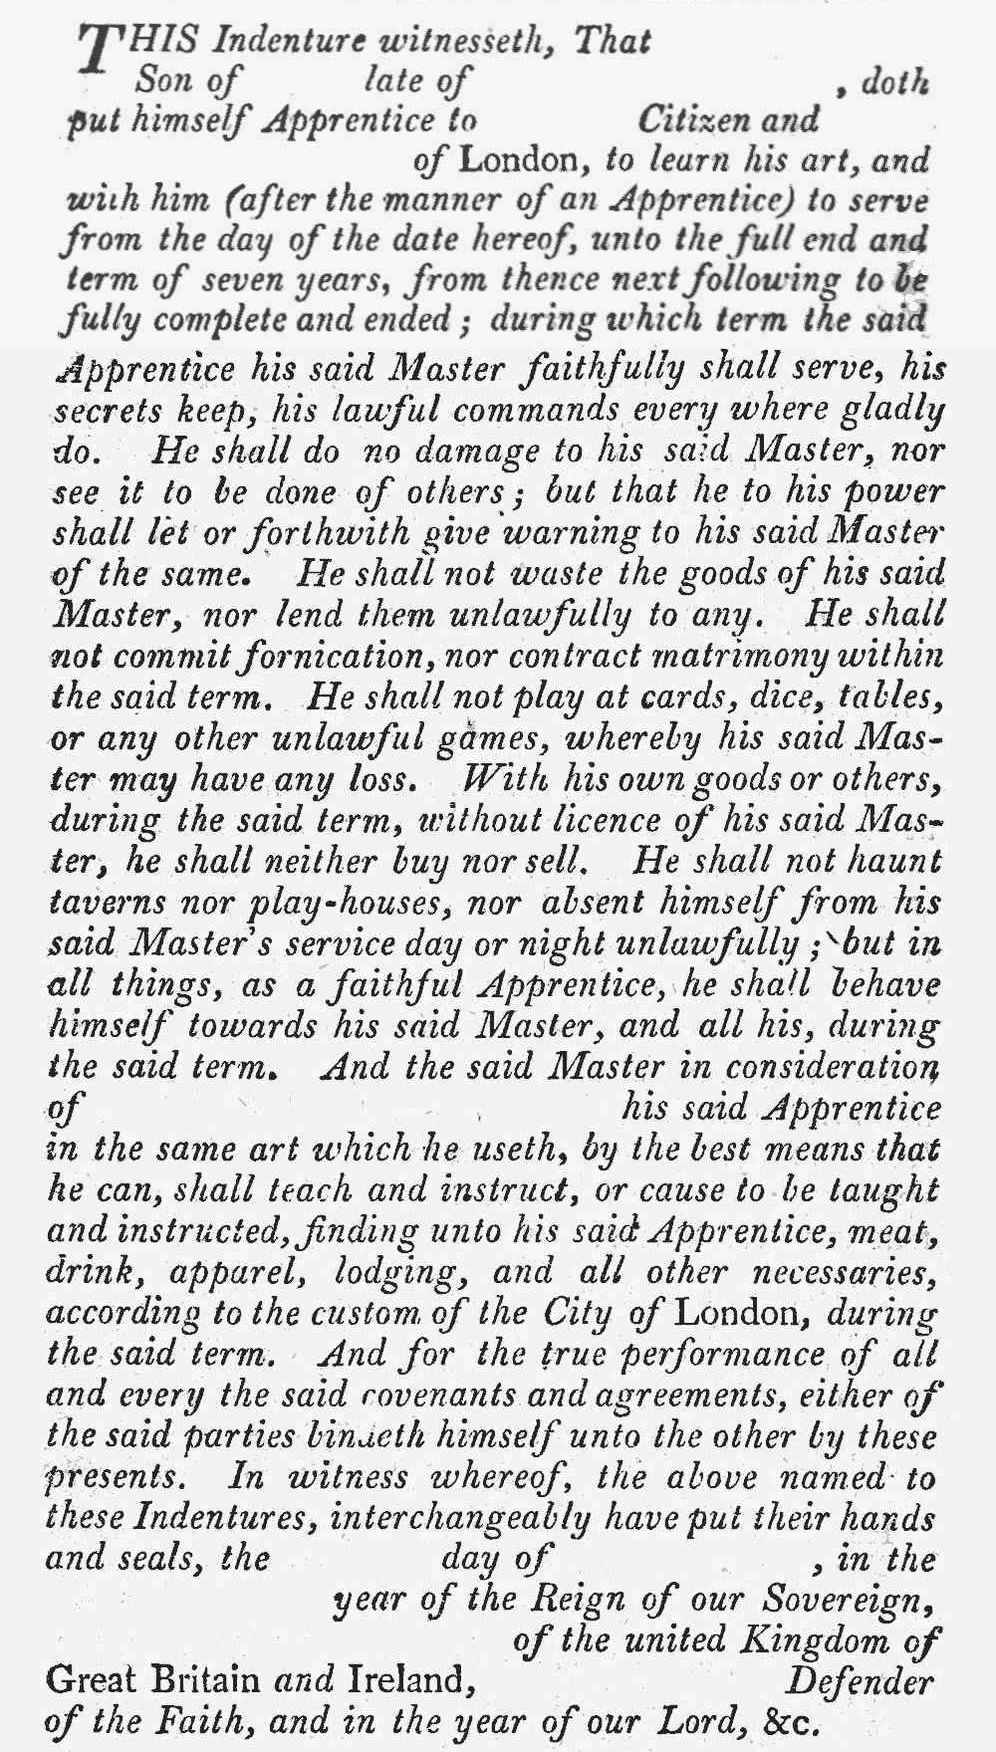 THIS Indenture witnesseth, That
Son of late of , doth
put himself Apprentice to Citizen and
of London, to learn his art, and
with him (after the manner of an Apprentice) to serve
from the day of the date hereof, unto the full end and
term of seven years, from thence next following to be
fully complete and ended ; during which term the said
Apprentice his said Master faithfully shall serve, his
secrets keep, his lawful commands every where gladly
do. He shall do no damage to his said Master, nor
see it to be done of others ; but that he to his power
shall let or forthwith give warning to his said Master
of the same. He shall not waste the goods of his said
Master, nor lend them unlawfully to any. He shall
not commit fornication, nor contract matrimony within
the said term. He shall not play at cards, dice, tables,
or any other unlawful games, whereby his said Mas-
ter may have any loss. With his own goods or others,
during the said term, without licence of his said Mas-
ter, he shall neither buy nor sell. He shall not haunt
taverns nor play-houses, nor absent himself from his
said Master's service day or night unlawfully ; but in
all things, as a faithful Apprentice, he shall behave
himself towards his said Master, and all his, during
the said term. And the said Master in consideration
of his said Apprentice
in the same art which he useth, by the best means that
he can, shall teach and instruct, or cause to be taught
and instructed, finding unto his said Apprentice, meat,
drink, apparel, lodging, and all other necessaries,
according to the custom of the City of London, during
the said term. And for the true performance of all
and every the said covenants and agreements, either of
the said parties bindeth himself unto the other by these
presents. In witness whereof, the above named to
these Indentures, interchangeably have put their hands
and seals, the day of , in the
year of the Reign of our Sovereign,
of the united Kingdom of
Great Britain and Ireland, Defender
of the Faith, and in the year of our Lord, &c.